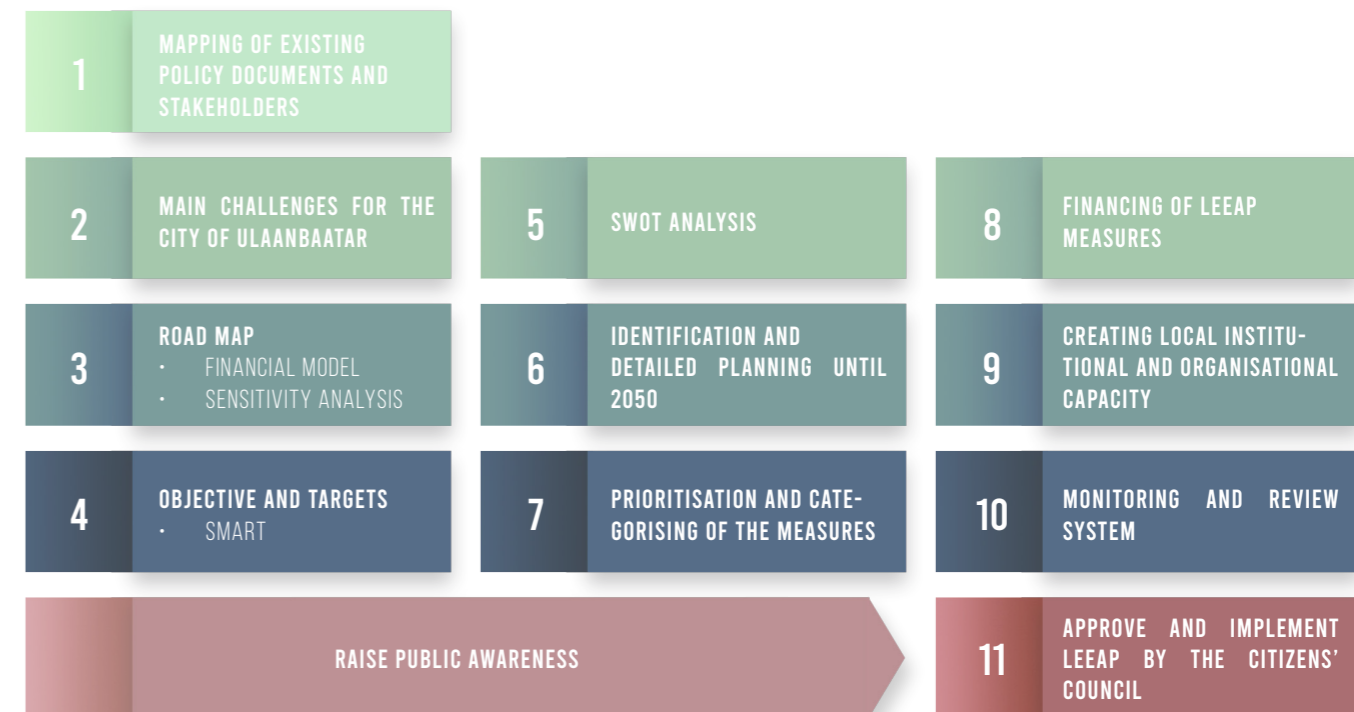 1
MAPPING OF EXISTING
POLICY DOCUMENTS AND
STAKEHOLDERS
2
MAIN CHALLENGES FOR THE
CITY OF ULAANBAATAR
3
ROAD MAP
• FINANCIAL MODEL
• SENSITIVITY ANALYSIS
4
OBJECTIVE AND TARGETS
• SMART
5
SWOT ANALYSIS
6
IDENTIFICATION AND
DETAILED PLANNING UNTIL
2050
7
PRIORITISATION AND CATE-
GORISING OF THE MEASURES
8
FINANCING OF LEEAP
MEASURES
9
CREATING LOCAL INSTITU-
TIONAL AND ORGANISATIONAL
CAPACITY
10
MONITORING AND REVIEW
SYSTEM
RAISE PUBLIC AWARENESS
11
APPROVE AND IMPLEMENT
LEEAP BY THE CITIZENS’
COUNCIL